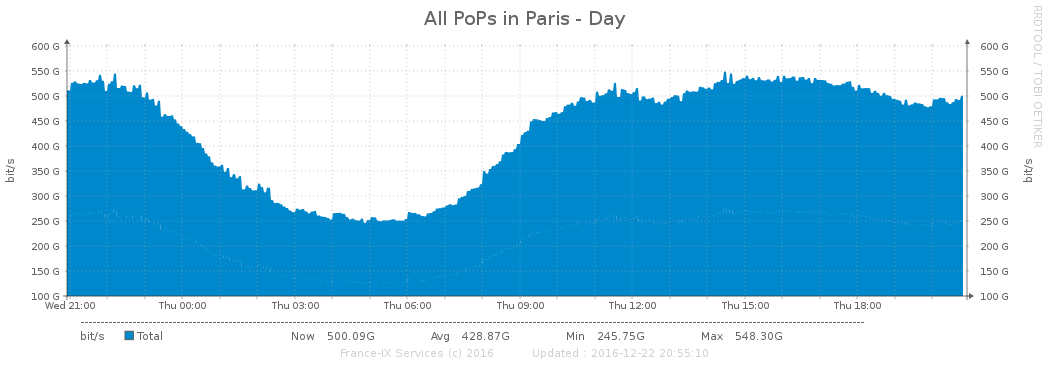 All PoPs in Paris - Day
RRDTOOL / TOBI OETIKER
600 G 600 G
550 G 550 G
500 G 500 G
450 G 450 G
400 G 400 G
350 G 350 G
300 G 300 G
250 G 250 G
200 G 200 G
150 G 150 G
100 G 100 G
bit/s bit/s
Wed 21:00 Thu 00:00 Thu 03:00 Thu 06:00 Thu 09:00 Thu 12:00 Thu 15:00 Thu 18:00
bit/s Total Now 500.09G Avg 428.87G Min 245.75G Max 548.30G
France-IX Services (c) 2016 Updated : 2016-12-22 20:55:10